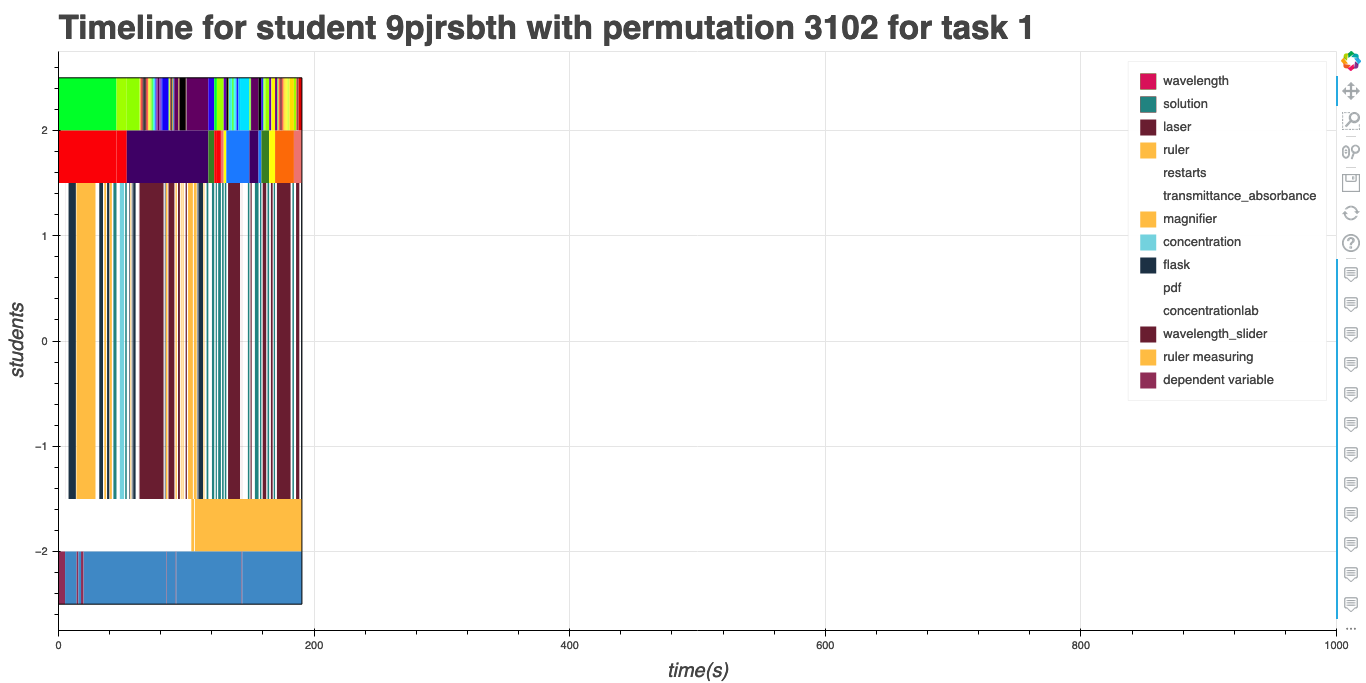 Timeline for student 9pjrsbth with permutation 3102 for task 1
wavelength
solution
laser
ruler
restarts
transmittance_absorbance
magnifier
concentration
flask
pdf
concentrationlab
wavelength_slider
ruler measuring
dependent variable
2
1
0
−1
−2
students
0 200 400 600 800 1000
time(s)